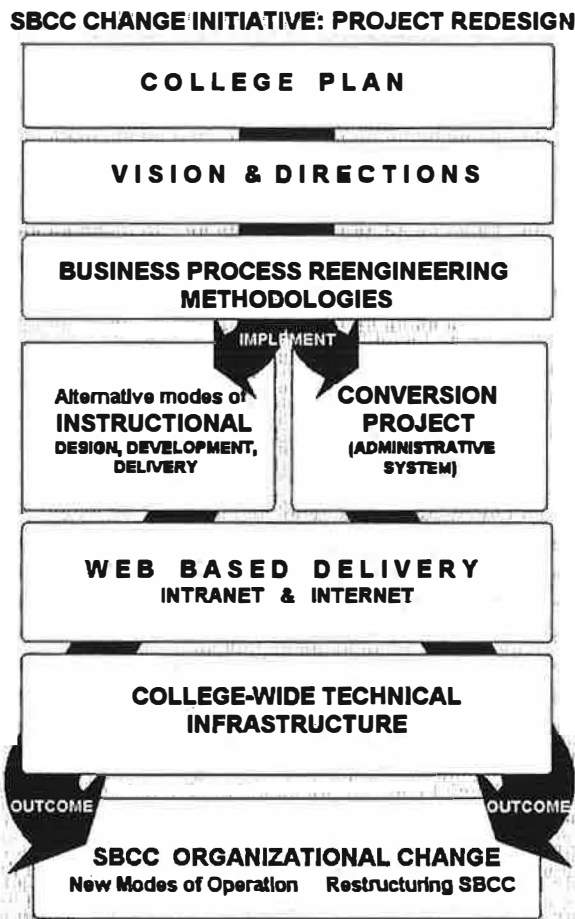 SBCC CHANGE INITIATIVE: PROJECT REDESIGN
COLLEGE PLAN
VISION & DIRECTIONS
BUSINESS PROCESS REENGINEERING
METHODOLOGIES
IMPLEMENT
Alternative modes of
INSTRUCTIONAL
DESIGN, DEVELOPMENT,
DELIVERY
CONVERSION
PROJECT
(ADMINISTRATIVE
SYSTEM)
WEB BASED DELIVERY
INTRANET & INTERNET
COLLEGE-WIDE TECHNICAL
INFRASTRUCTURE
OUTCOME
OUTCOME
SBCC ORGANIZATIONAL CHANGE
New Modes of Operation Restructuring SBCC